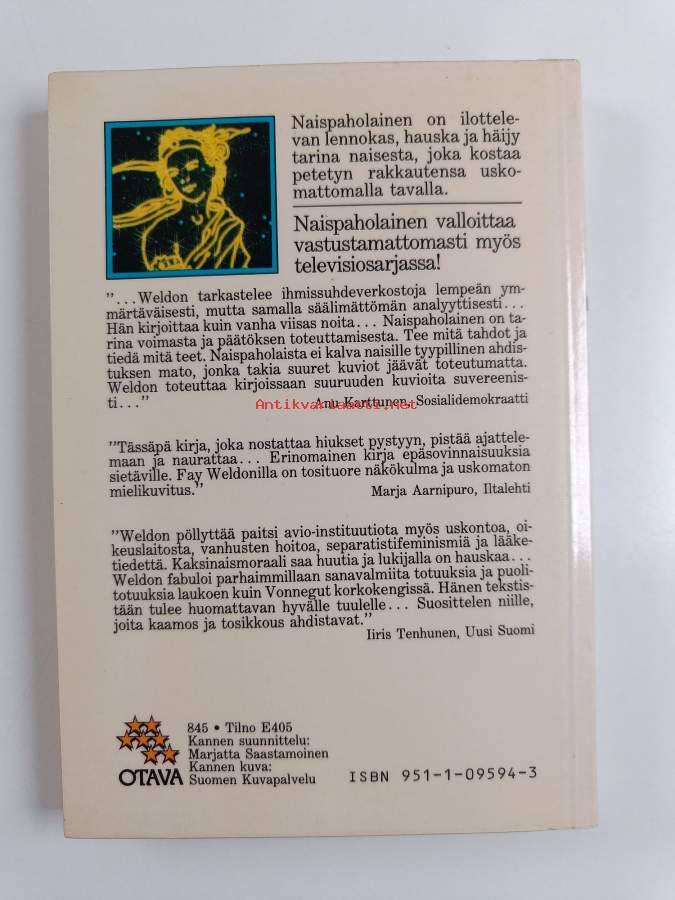 Naispaholainen on ilottele-
van lennokas, hauska ja häijy
tarina naisesta, joka kostaa
petetyn rakkautensa usko-
mattomalla tavalla.
Naispaholainen valloittaa
vastustamattomasti myös
televisiosarjassa!
"...Weldon tarkastelee ihmissuhdeverkostoja lempeän ym-
märtäväisesti, mutta samalla säälimättömän analyyttisesti...
Hän kirjoittaa kuin vanha viisas noita... Naispaholainen on ta-
rina voimasta ja päätöksen toteuttamisesta. Tee mitä tahdot ja
tiedä mitä teet. Naispaholaista ei kalva naisille tyypillinen ahdis-
tuksen mato, jonka takia suuret kuviot jäävät toteutumatta.
Weldon toteuttaa kirjoissaan suuruuden kuvioita suvereenis-
ti..."
Anu Karttunen, Sosialidemokraatti
Antikvariaatti.net
"Tässäpä kirja, joka nostattaa hiukset pystyyn, pistää ajattele-
maan ja naurattaa... Erinomainen kirja epäsovinnaisuuksia
sietäville. Fay Weldonilla on tosituore näkökulma ja uskomaton
mielikuvitus."
Marja Aarnipuro, Iltalehti
"Weldon pöllyttää paitsi avio-instituutiota myös uskontoa, oi-
keuslaitosta, vanhusten hoitoa, separatistifeminismiä ja lääke-
tiedettä. Kaksinaismoraali saa huutia ja lukijalla on hauskaa...
Weldon fabuloi parhaimmillaan sanavalmiita totuuksia ja puoli-
totuuksia laukoen kuin Vonnegut korkokengissä. Hänen tekstis-
tään tulee huomattavan hyvälle tuulelle... Suosittelen niille,
joita kaamos ja tosikkous ahdistavat."
Iiris Tenhunen, Uusi Suomi
845 • Tilno E405
Kannen suunnittelu:
Marjatta Saastamoinen
Kannen kuva:
Suomen Kuvapalvelu
OTAVA
ISBN 951-1-09594-3